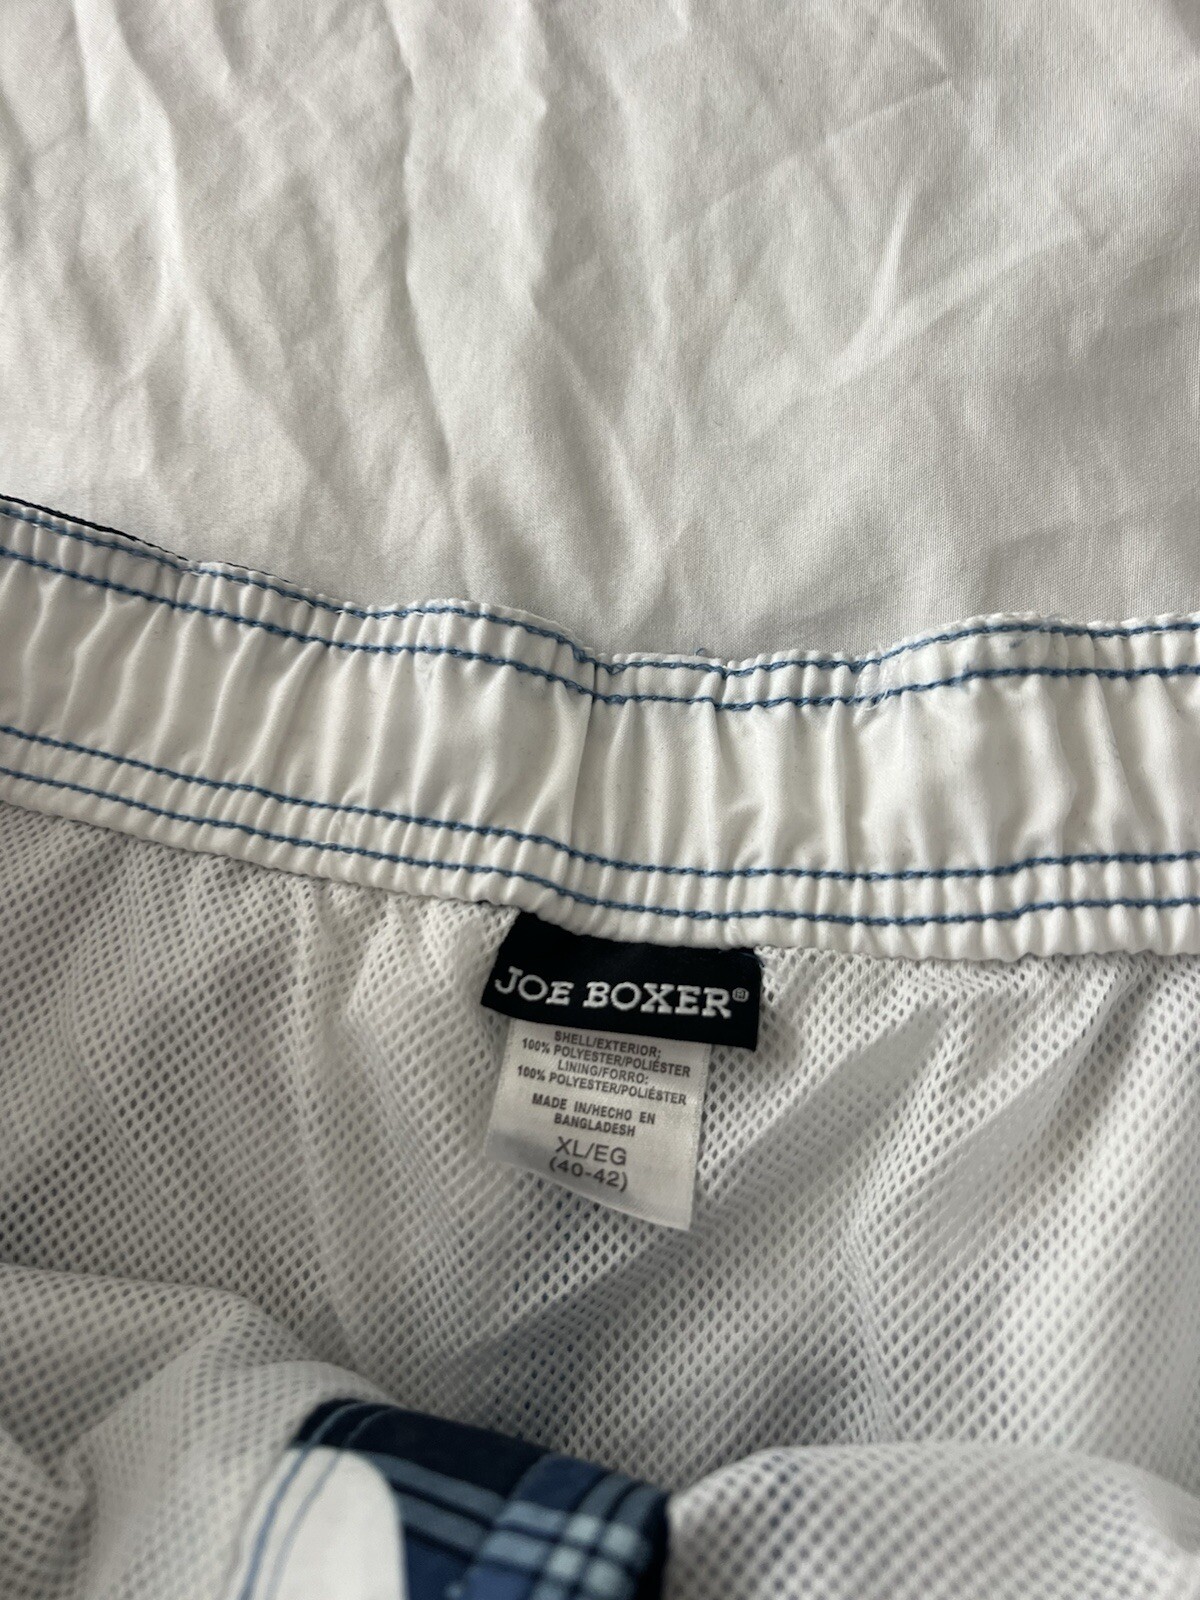 JOE BOXER®
SHELL/EXTERIOR:
100% POLYESTER/POLIÉSTER
LINING/FORRO:
100% POLYESTER/POLIÉSTER
MADE IN/HECHO EN
BANGLADESH
XL/EG
(40-42)